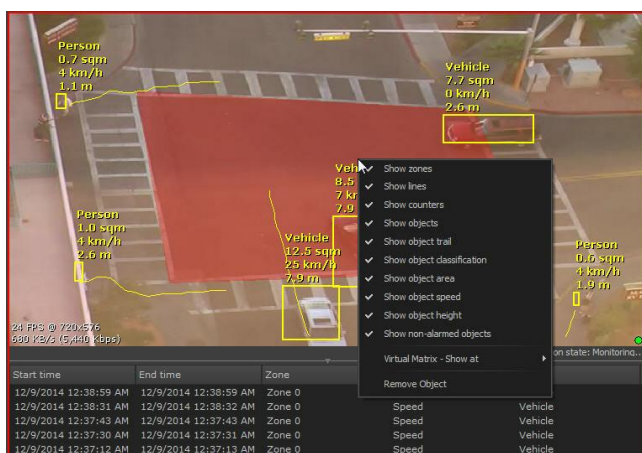 Person
0.7 sqm
4 km/h
1.1 m
Vehicle
7.7 sqm
0 km/h
2.6 m
Show zones
Show lines
Show counters
Show objects
Show object trail
Show object classification
Show object area
Show object speed
Show object height
Show non-alarmed objects
Virtual Matrix - Show at
Remove Object
8.5
7.9
Person
1.0 sqm
4 km/h
2.6 m
Vehicle
12.5 sqm
25 km/h
7.9 m
Person
0.6 sqm
4 km/h
1.9 m
24 FPS @ 720x576
680 KB/s (5,440 Kbps)
on state: Monitoring...
Start time End time Zone
12/9/2014 12:38:59 AM 12/9/2014 12:38:59 AM Zone 0
12/9/2014 12:38:31 AM 12/9/2014 12:38:32 AM Zone 0 Speed Vehicle
12/9/2014 12:37:43 AM 12/9/2014 12:37:43 AM Zone 0 Speed Vehicle
12/9/2014 12:37:30 AM 12/9/2014 12:37:31 AM Zone 0 Speed Vehicle
12/9/2014 12:37:12 AM 12/9/2014 12:37:13 AM Zone 0 Speed Vehicle